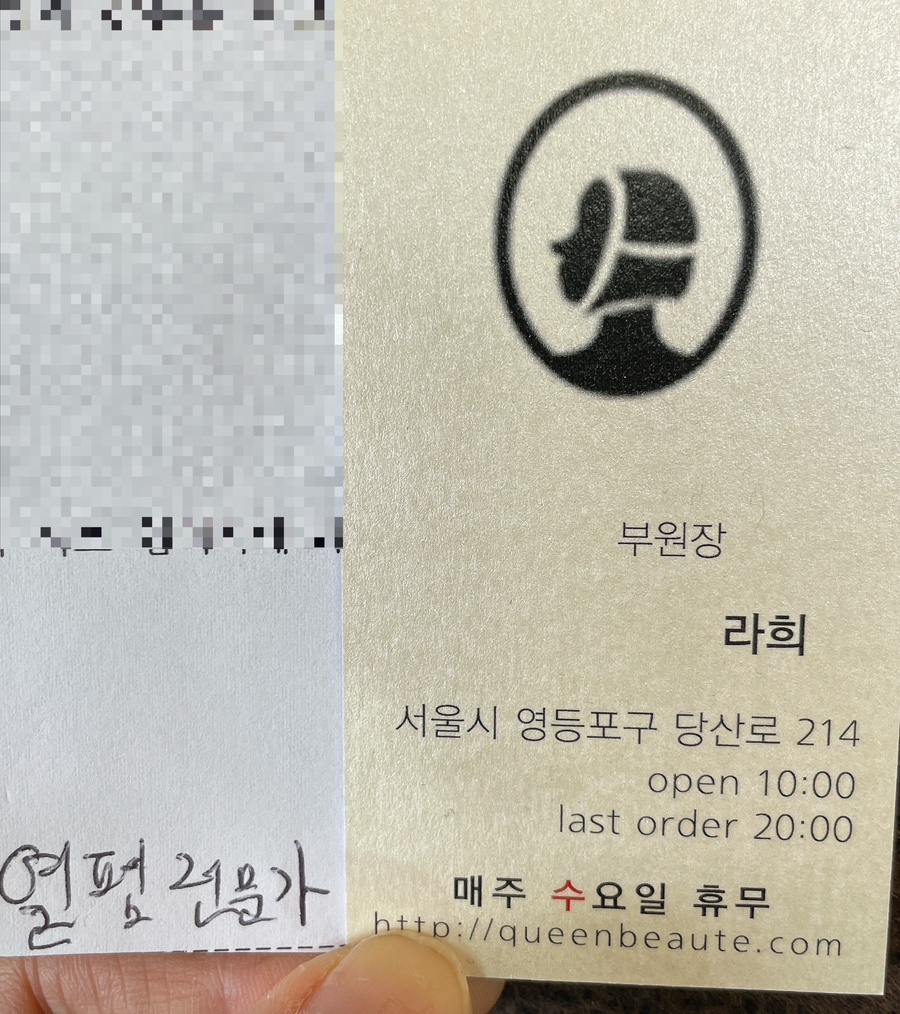 부원장
라희
서울시 영등포구 당산로 214
open 10:00
last order 20:00
매주 수요일 휴무
http://queenbeaute.com
열펌 전문가